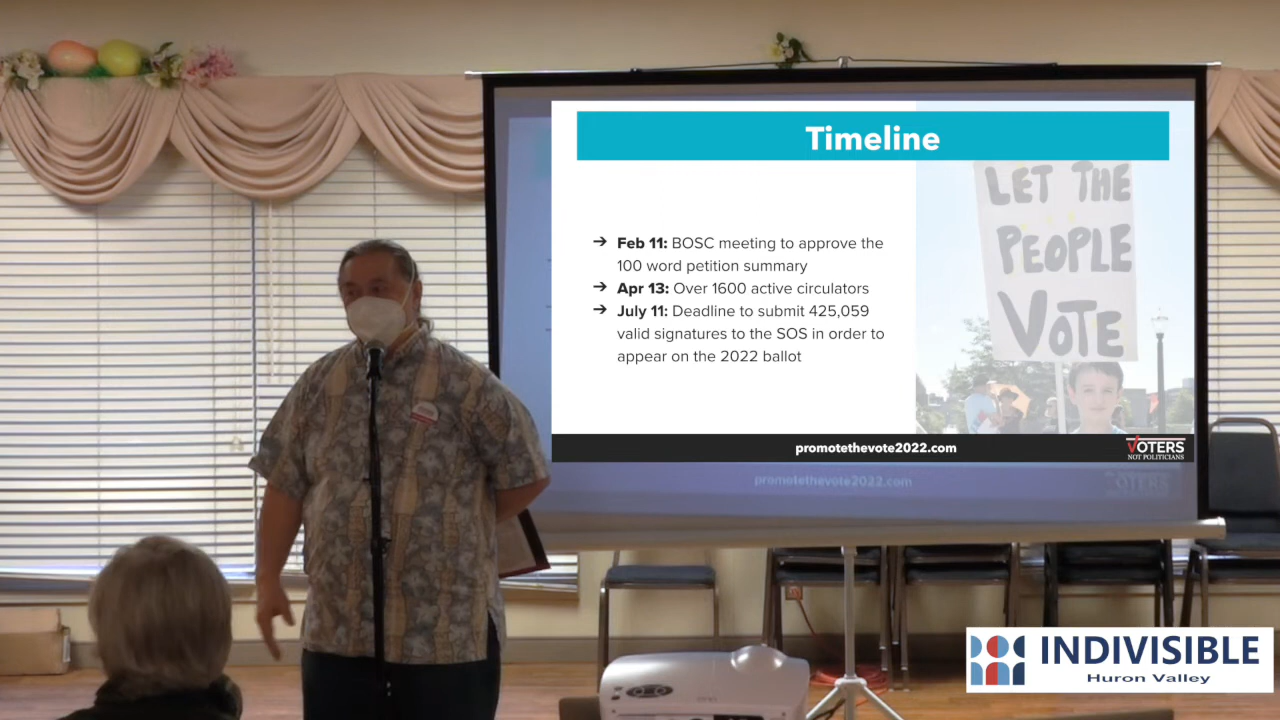 Timeline
LET THE
PEOPLE
VOTE
→ Feb 11: BOSC meeting to approve the
100 word petition summary
→ Apr 13: Over 1600 active circulators
→ July 11: Deadline to submit 425,059
valid signatures to the SOS in order to
appear on the 2022 ballot
promotethevote2022.com
VOTERS
NOT POLITICIANS
promotethevote2022.com
VOTERS
INDIVISIBLE
Huron Valley